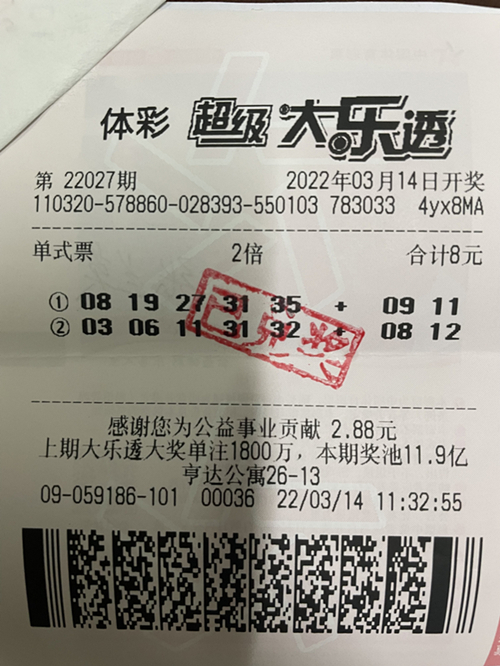 体彩 超级大乐透
第 22027期 2022年03月14日开奖
110320-578860-028393-550103 783033 4yx8MA
单式票 2倍 合计8元
① 08 19 27 31 35 + 09 11
② 03 06 11 31 32 + 08 12
已兑奖
感谢您为公益事业贡献 2.88元
上期大乐透大奖单注1800万，本期奖池11.9亿
亨达公寓26-13
09-059186-101 00036 22/03/14 11:32:55